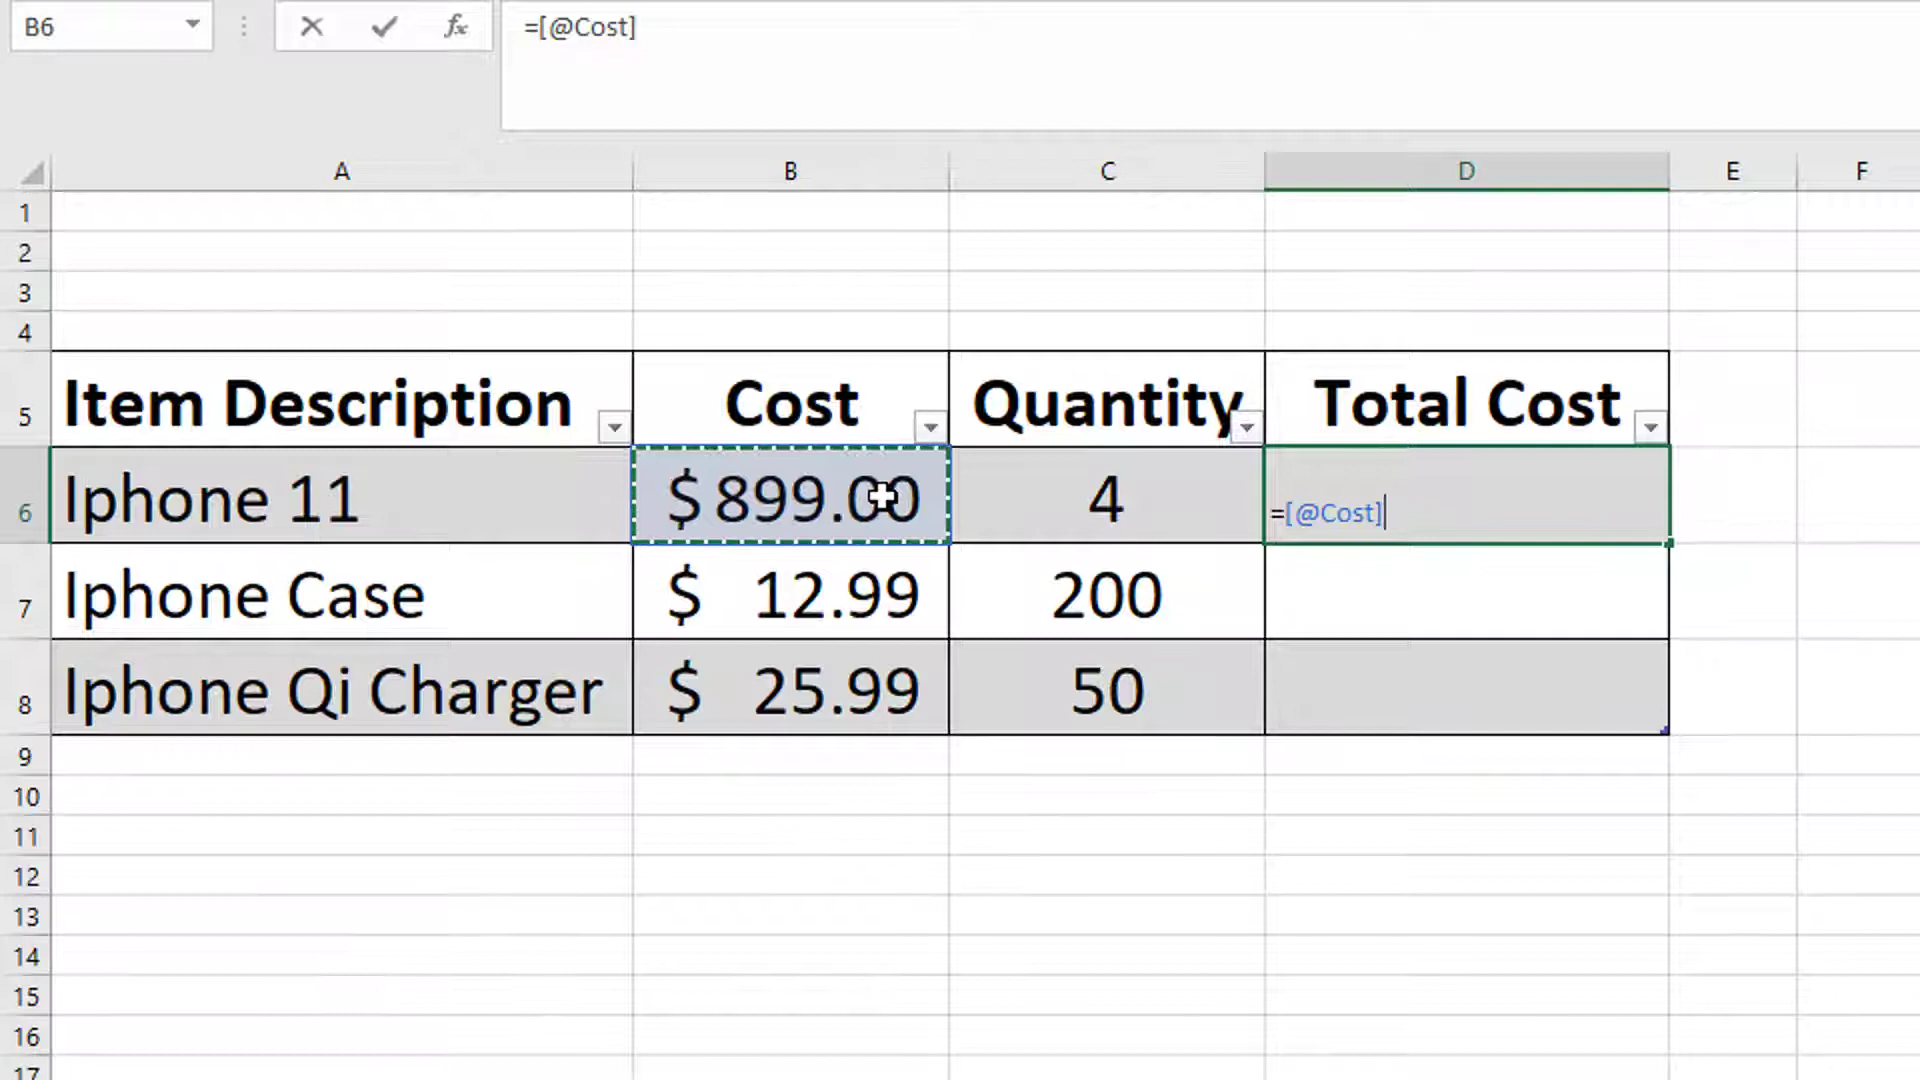 B6 fx =[@Cost]
A B C D E F
1
2
3
4
5 Item Description Cost Quantity Total Cost
6 Iphone 11 $ 899.00 4 =[@Cost]
7 Iphone Case $ 12.99 200
8 Iphone Qi Charger $ 25.99 50
9
10
11
12
13
14
15
16
17